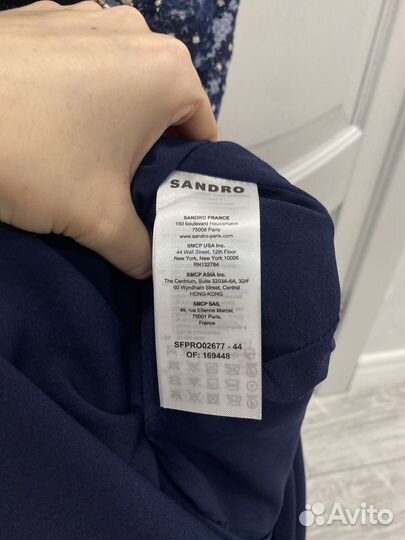 SANDRO
SANDRO FRANCE
150 boulevard Haussmann
75008 Paris
www.sandro-paris.com
SMCP USA Inc.
44 Wall Street, 12th Floor
New York, New York 10005
RN132784
SMCP ASIA Inc.
The Centrium, Suite 3203A-5A, 32/F
60 Wyndham Street, Central
HONG-KONG
SMCP SAS,
49, rue Etienne Marcel,
75001 Paris
France
SFPRO02677 - 44
OF: 169448
Avito